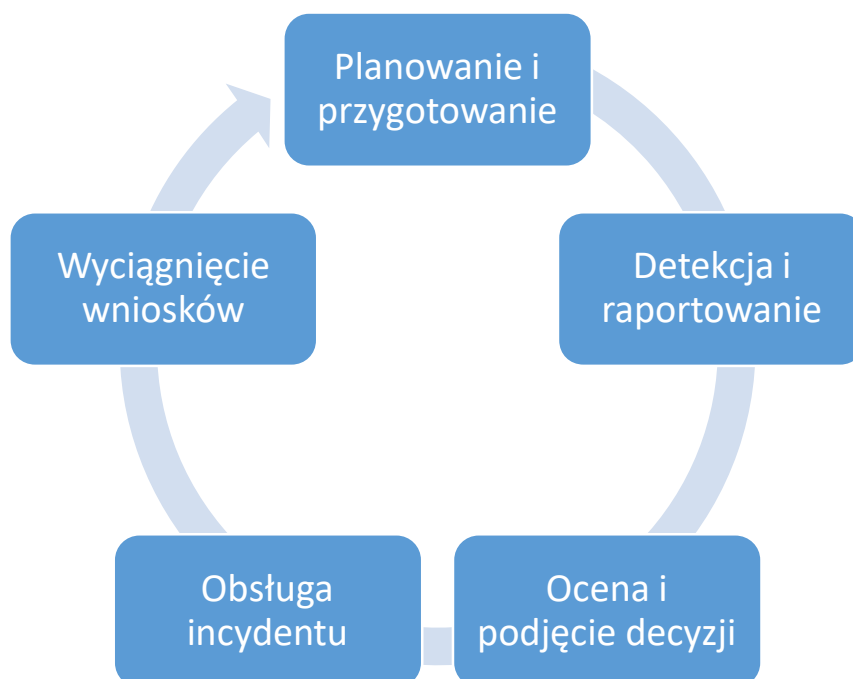 Planowanie i
przygotowanie
Detekcja i
raportowanie
Ocena i
podjęcie decyzji
Obsługa
incydentu
Wyciągnięcie
wniosków